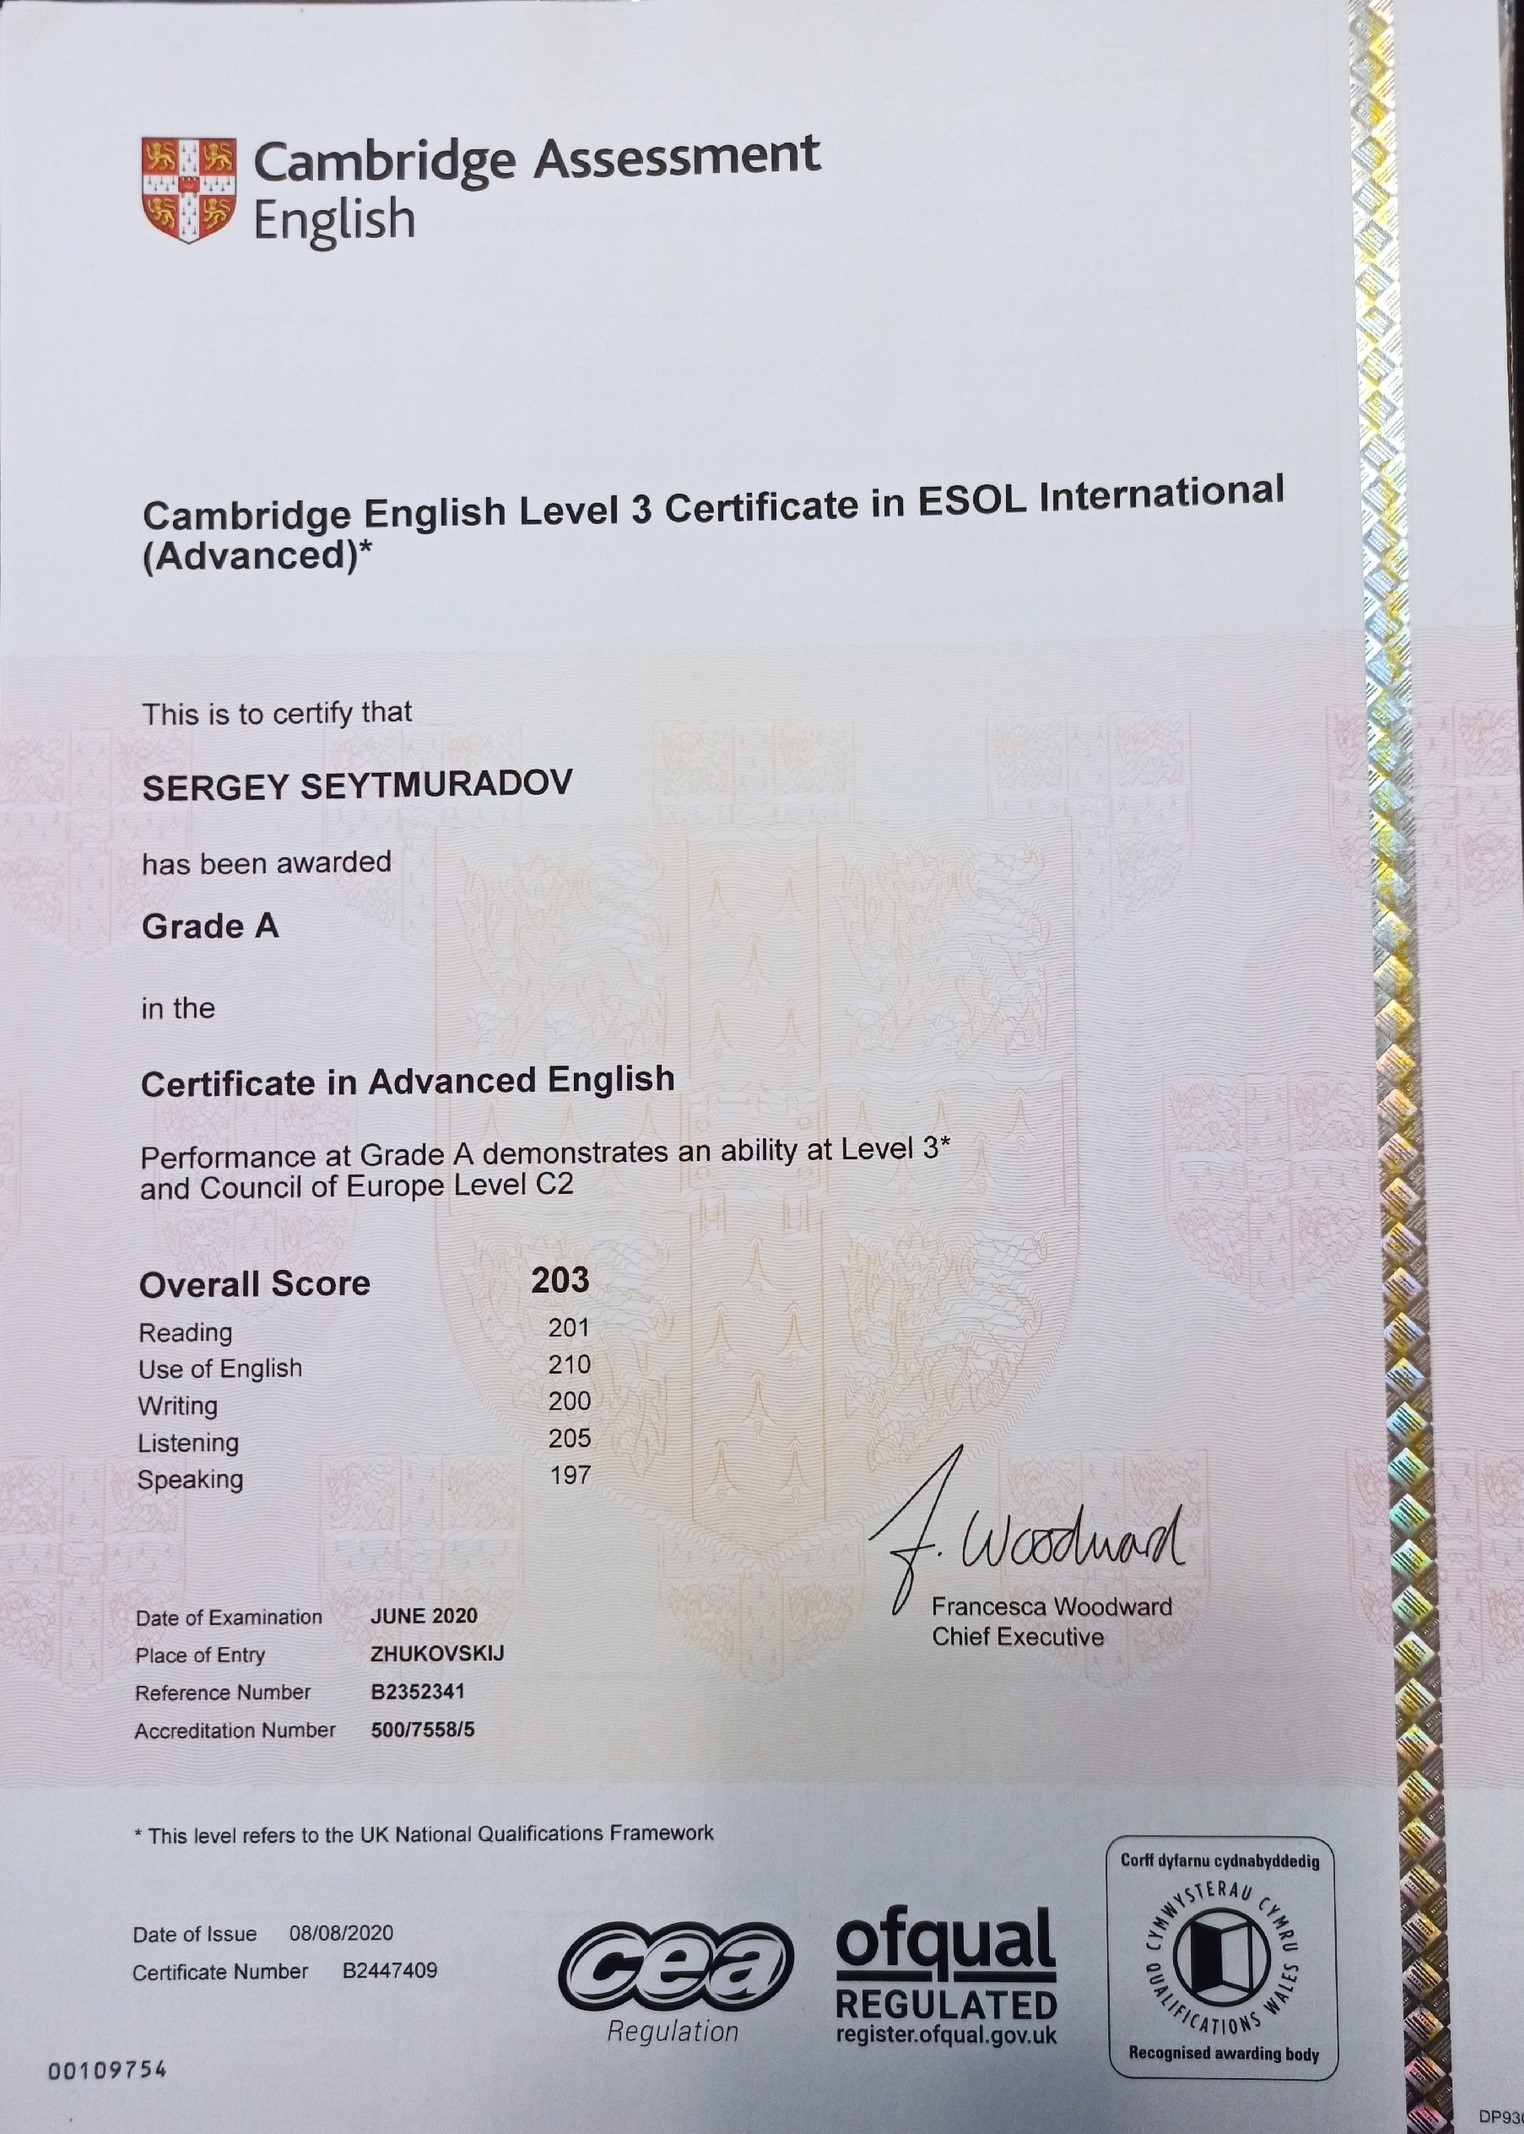 Cambridge Assessment
English
Cambridge English Level 3 Certificate in ESOL International
(Advanced)*
This is to certify that
SERGEY SEYTMURADOV
has been awarded
Grade A
in the
Certificate in Advanced English
Performance at Grade A demonstrates an ability at Level 3*
and Council of Europe Level C2
Overall Score 203
Reading 201
Use of English 210
Writing 200
Listening 205
Speaking 197
F. Woodward
Francesca Woodward
Chief Executive
Date of Examination JUNE 2020
Place of Entry ZHUKOVSKIJ
Reference Number B2352341
Accreditation Number 500/7558/5
* This level refers to the UK National Qualifications Framework
Date of Issue 08/08/2020
Certificate Number B2447409
cea
Regulation
ofqual
REGULATED
register.ofqual.gov.uk
Corff dyfarnu cydnabyddedig
CYMWYSTERAU CYMRU
QUALIFICATIONS WALES
Recognised awarding body
00109754